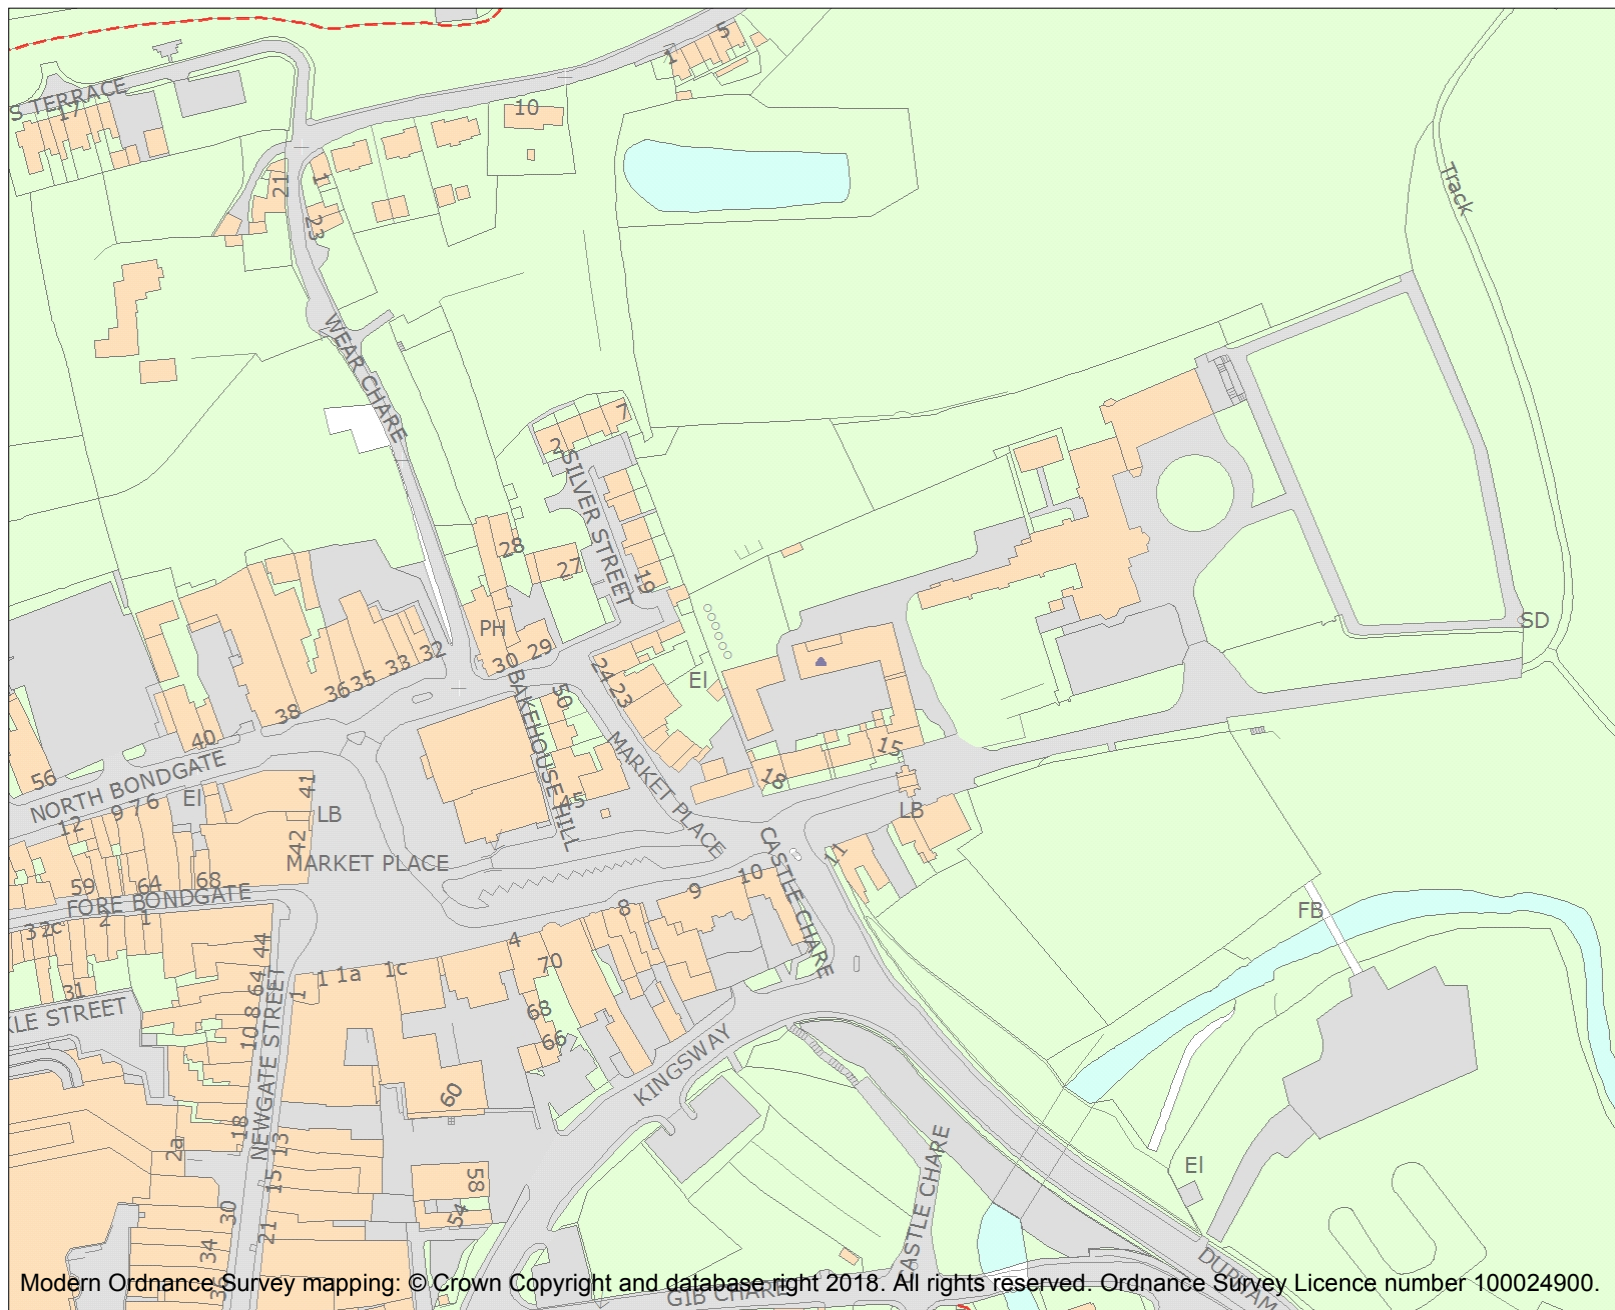 5
1
S TERRACE
17
10
21
1
23
Track
WEAR CHARE
7
2
SILVER STREET
28
27
19
PH
29
30
32
33
35
36
38
40
SD
24
23
El
50
BAKEHOUSE HILL
MARKET PLACE
15
18
45
56
NORTH BONDGATE
El
41
LB
12
9
7
6
42
MARKET PLACE
LB
11
CASTLE CHARE
10
9
8
59
64
68
FORE BONDGATE
3
2c
2
1
FB
44
4
70
1
1a
1c
64
8
10
1
31
KLE STREET
NEWGATE STREET
68
66
KINGSWAY
60
18
13
2a
15
58
54
30
21
34
36
CASTLE CHARE
El
DURHAM
GIB CHARE
Modern Ordnance Survey mapping: © Crown Copyright and database right 2018. All rights reserved. Ordnance Survey Licence number 100024900.